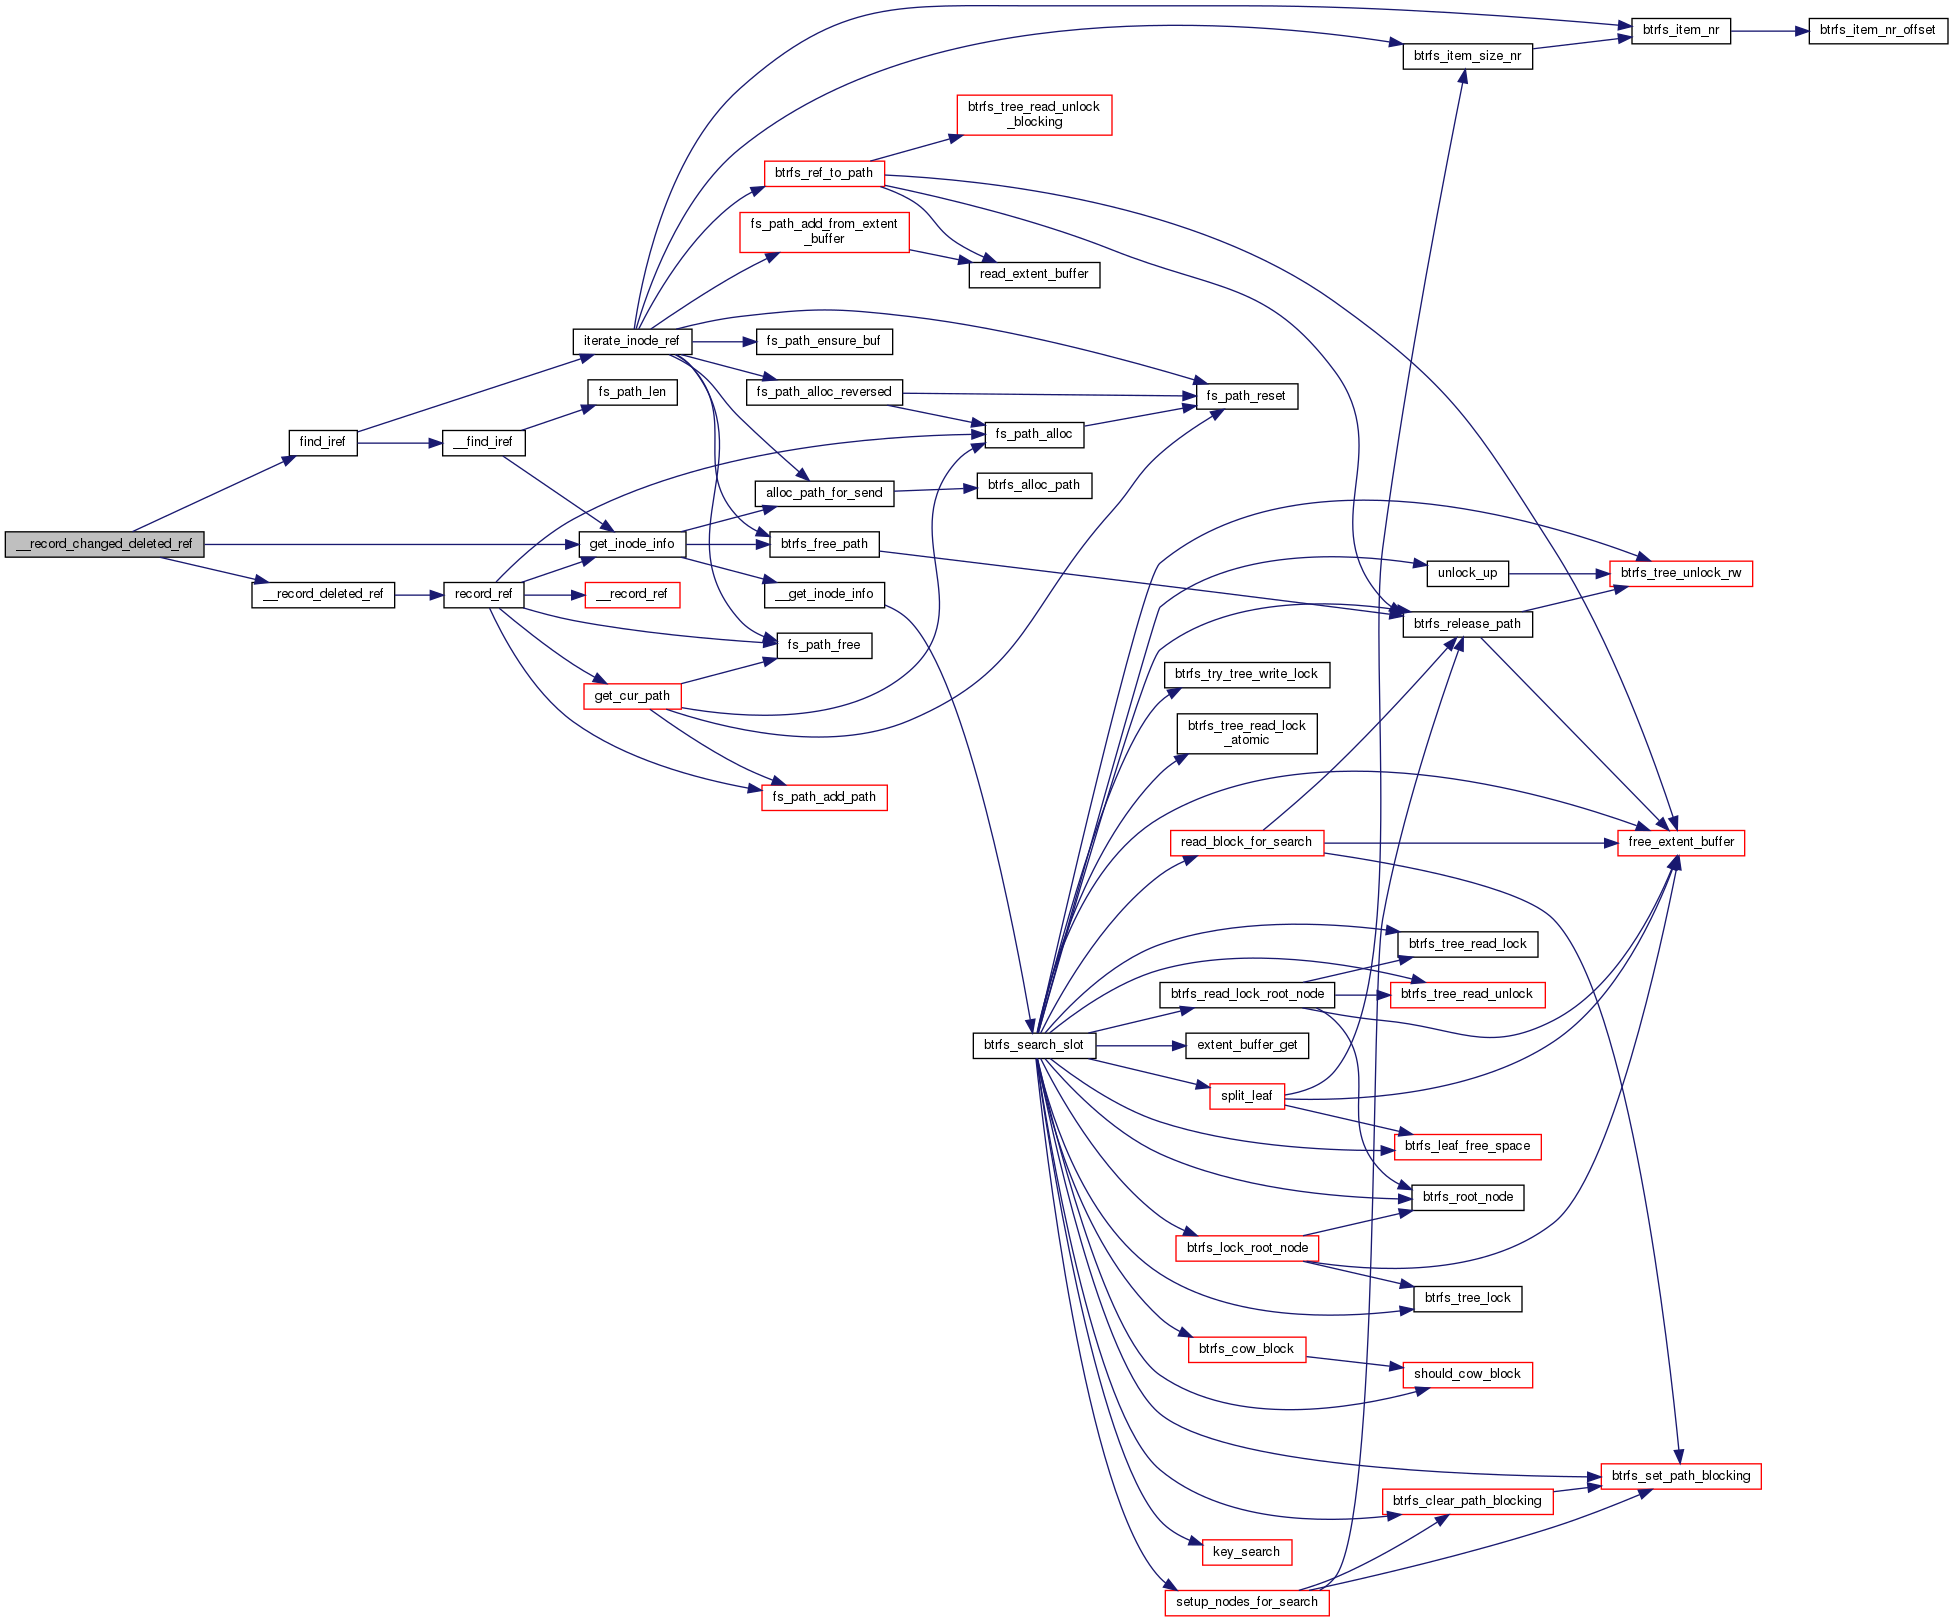 btrfs_item_nr
btrfs_item_nr_offset
btrfs_item_size_nr
btrfs_tree_read_unlock
_blocking
btrfs_ref_to_path
fs_path_add_from_extent
_buffer
read_extent_buffer
iterate_inode_ref
fs_path_ensure_buf
fs_path_len
fs_path_alloc_reversed
fs_path_reset
find_iref
__find_iref
fs_path_alloc
alloc_path_for_send
btrfs_alloc_path
__record_changed_deleted_ref
get_inode_info
btrfs_free_path
unlock_up
btrfs_tree_unlock_rw
__record_deleted_ref
record_ref
__record_ref
__get_inode_info
btrfs_release_path
fs_path_free
btrfs_try_tree_write_lock
get_cur_path
btrfs_tree_read_lock
_atomic
fs_path_add_path
read_block_for_search
free_extent_buffer
btrfs_tree_read_lock
btrfs_read_lock_root_node
btrfs_tree_read_unlock
btrfs_search_slot
extent_buffer_get
split_leaf
btrfs_leaf_free_space
btrfs_root_node
btrfs_lock_root_node
btrfs_tree_lock
btrfs_cow_block
should_cow_block
btrfs_set_path_blocking
btrfs_clear_path_blocking
key_search
setup_nodes_for_search